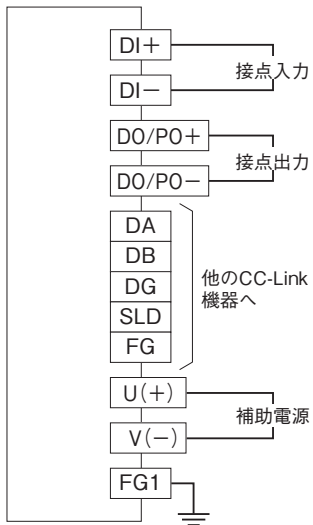 DI+
DI−
接点入力
DO/PO+
DO/PO−
接点出力
DA
DB
DG
SLD
FG
他のCC-Link
機器へ
U(+)
V(−)
補助電源
FG1